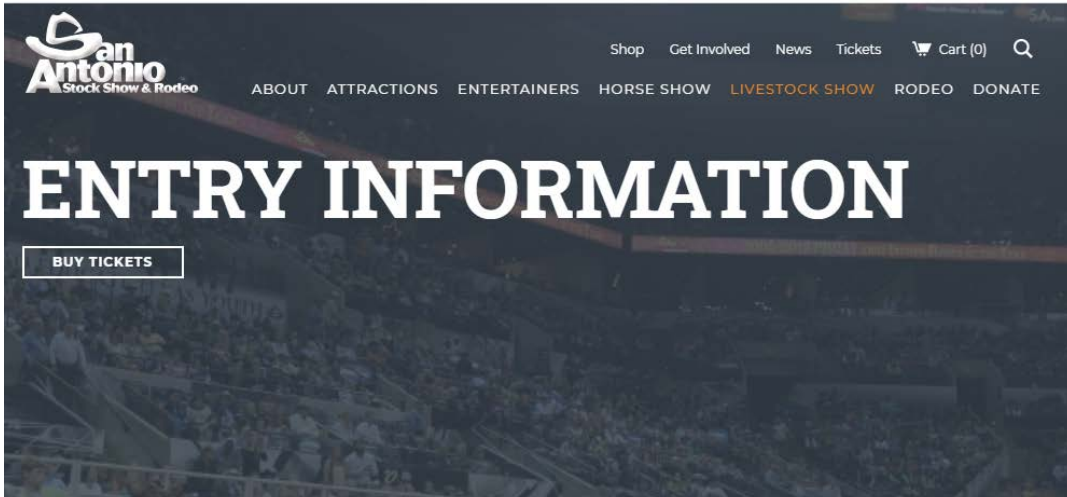 San
Antonio
Stock Show & Rodeo
Shop Get Involved News Tickets Cart (0)
ABOUT ATTRACTIONS ENTERTAINERS HORSE SHOW LIVESTOCK SHOW RODEO DONATE
ENTRY INFORMATION
BUY TICKETS